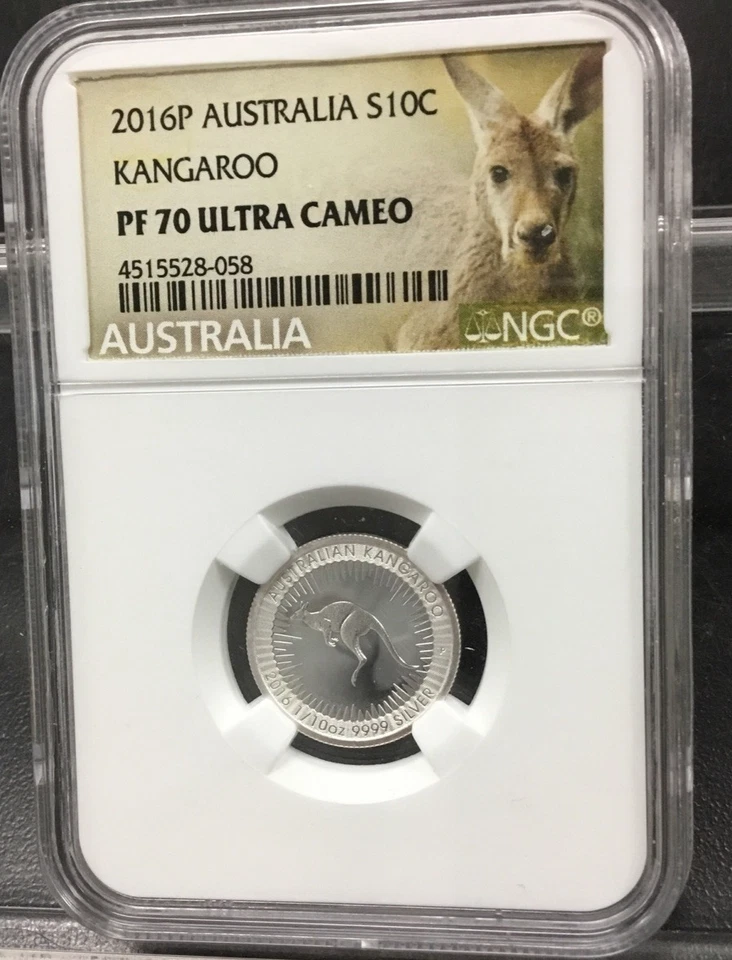 2016P AUSTRALIA S10C
KANGAROO
PF 70 ULTRA CAMEO
4515528-058
AUSTRALIA
NGC®
AUSTRALIAN KANGAROO
P
2016 1/10oz 9999 SILVER